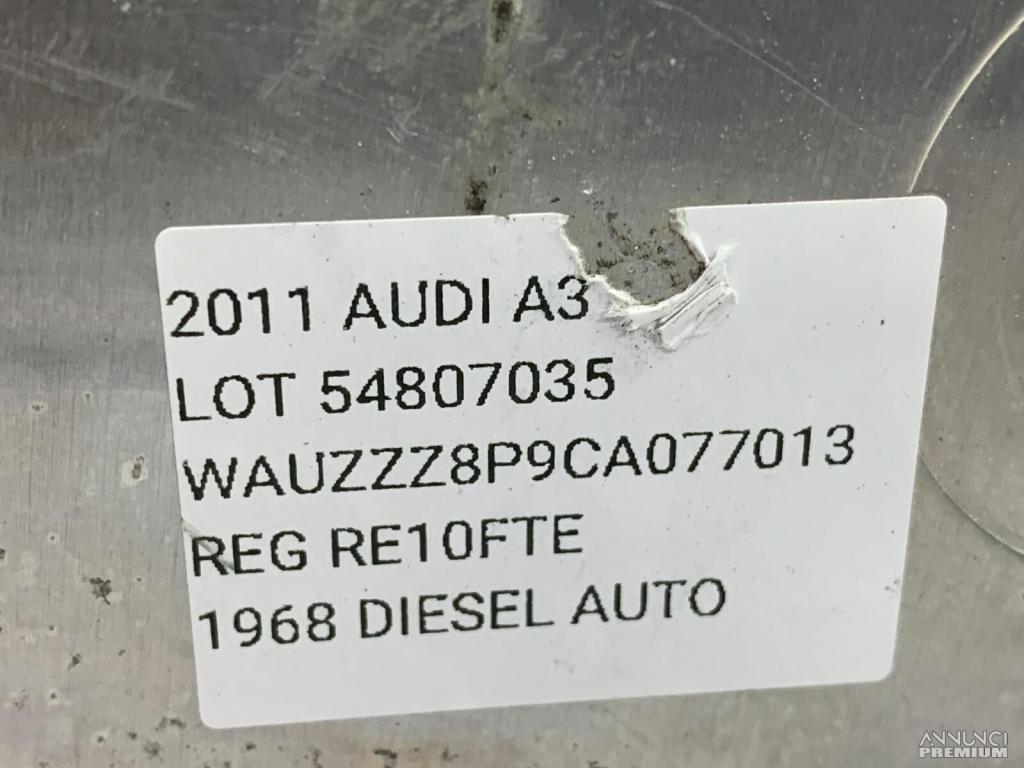 2011 AUDI A3
LOT 54807035
WAUZZZ8P9CA077013
REG RE10FTE
1968 DIESEL AUTO
ANNUNCI
PREMIUM